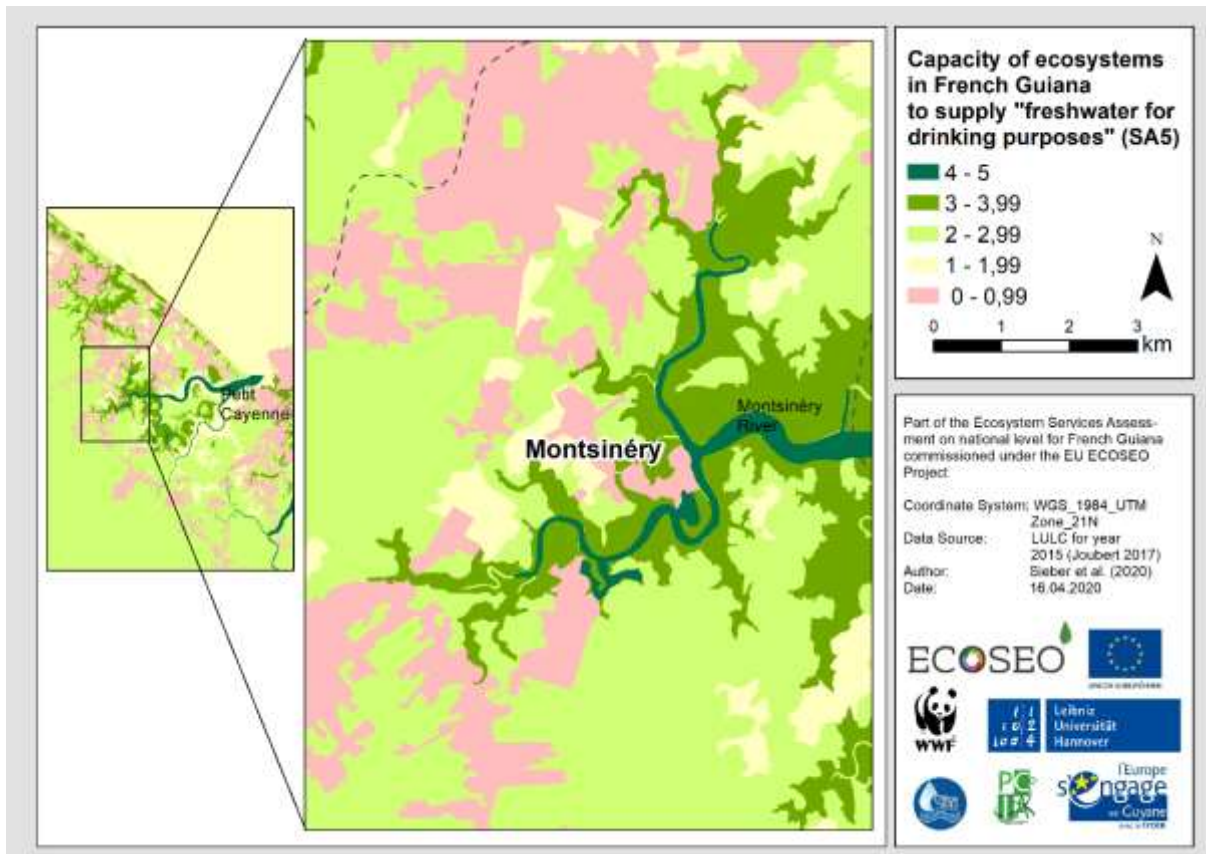 Capacity of ecosystems
in French Guiana
to supply "freshwater for
drinking purposes" (SA5)
4 - 5
3 - 3,99
2 - 2,99
1 - 1,99
0 - 0,99
N
0 1 2 3
km
Montsinéry
River
Montsinéry
Cayenne
Part of the Ecosystem Services Assess-
ment on national level for French Guiana
commissioned under the EU ECOSEO
Project
Coordinate System: WGS_1984_UTM
Zone_21N
Data Source: LULC for year
2015 (Joubert 2017)
Author: Sieber et al. (2020)
Date: 16.04.2020
ECOSEO
WWF
Leibniz
Universität
Hannover
l'Europe
s'engage
en Guyane